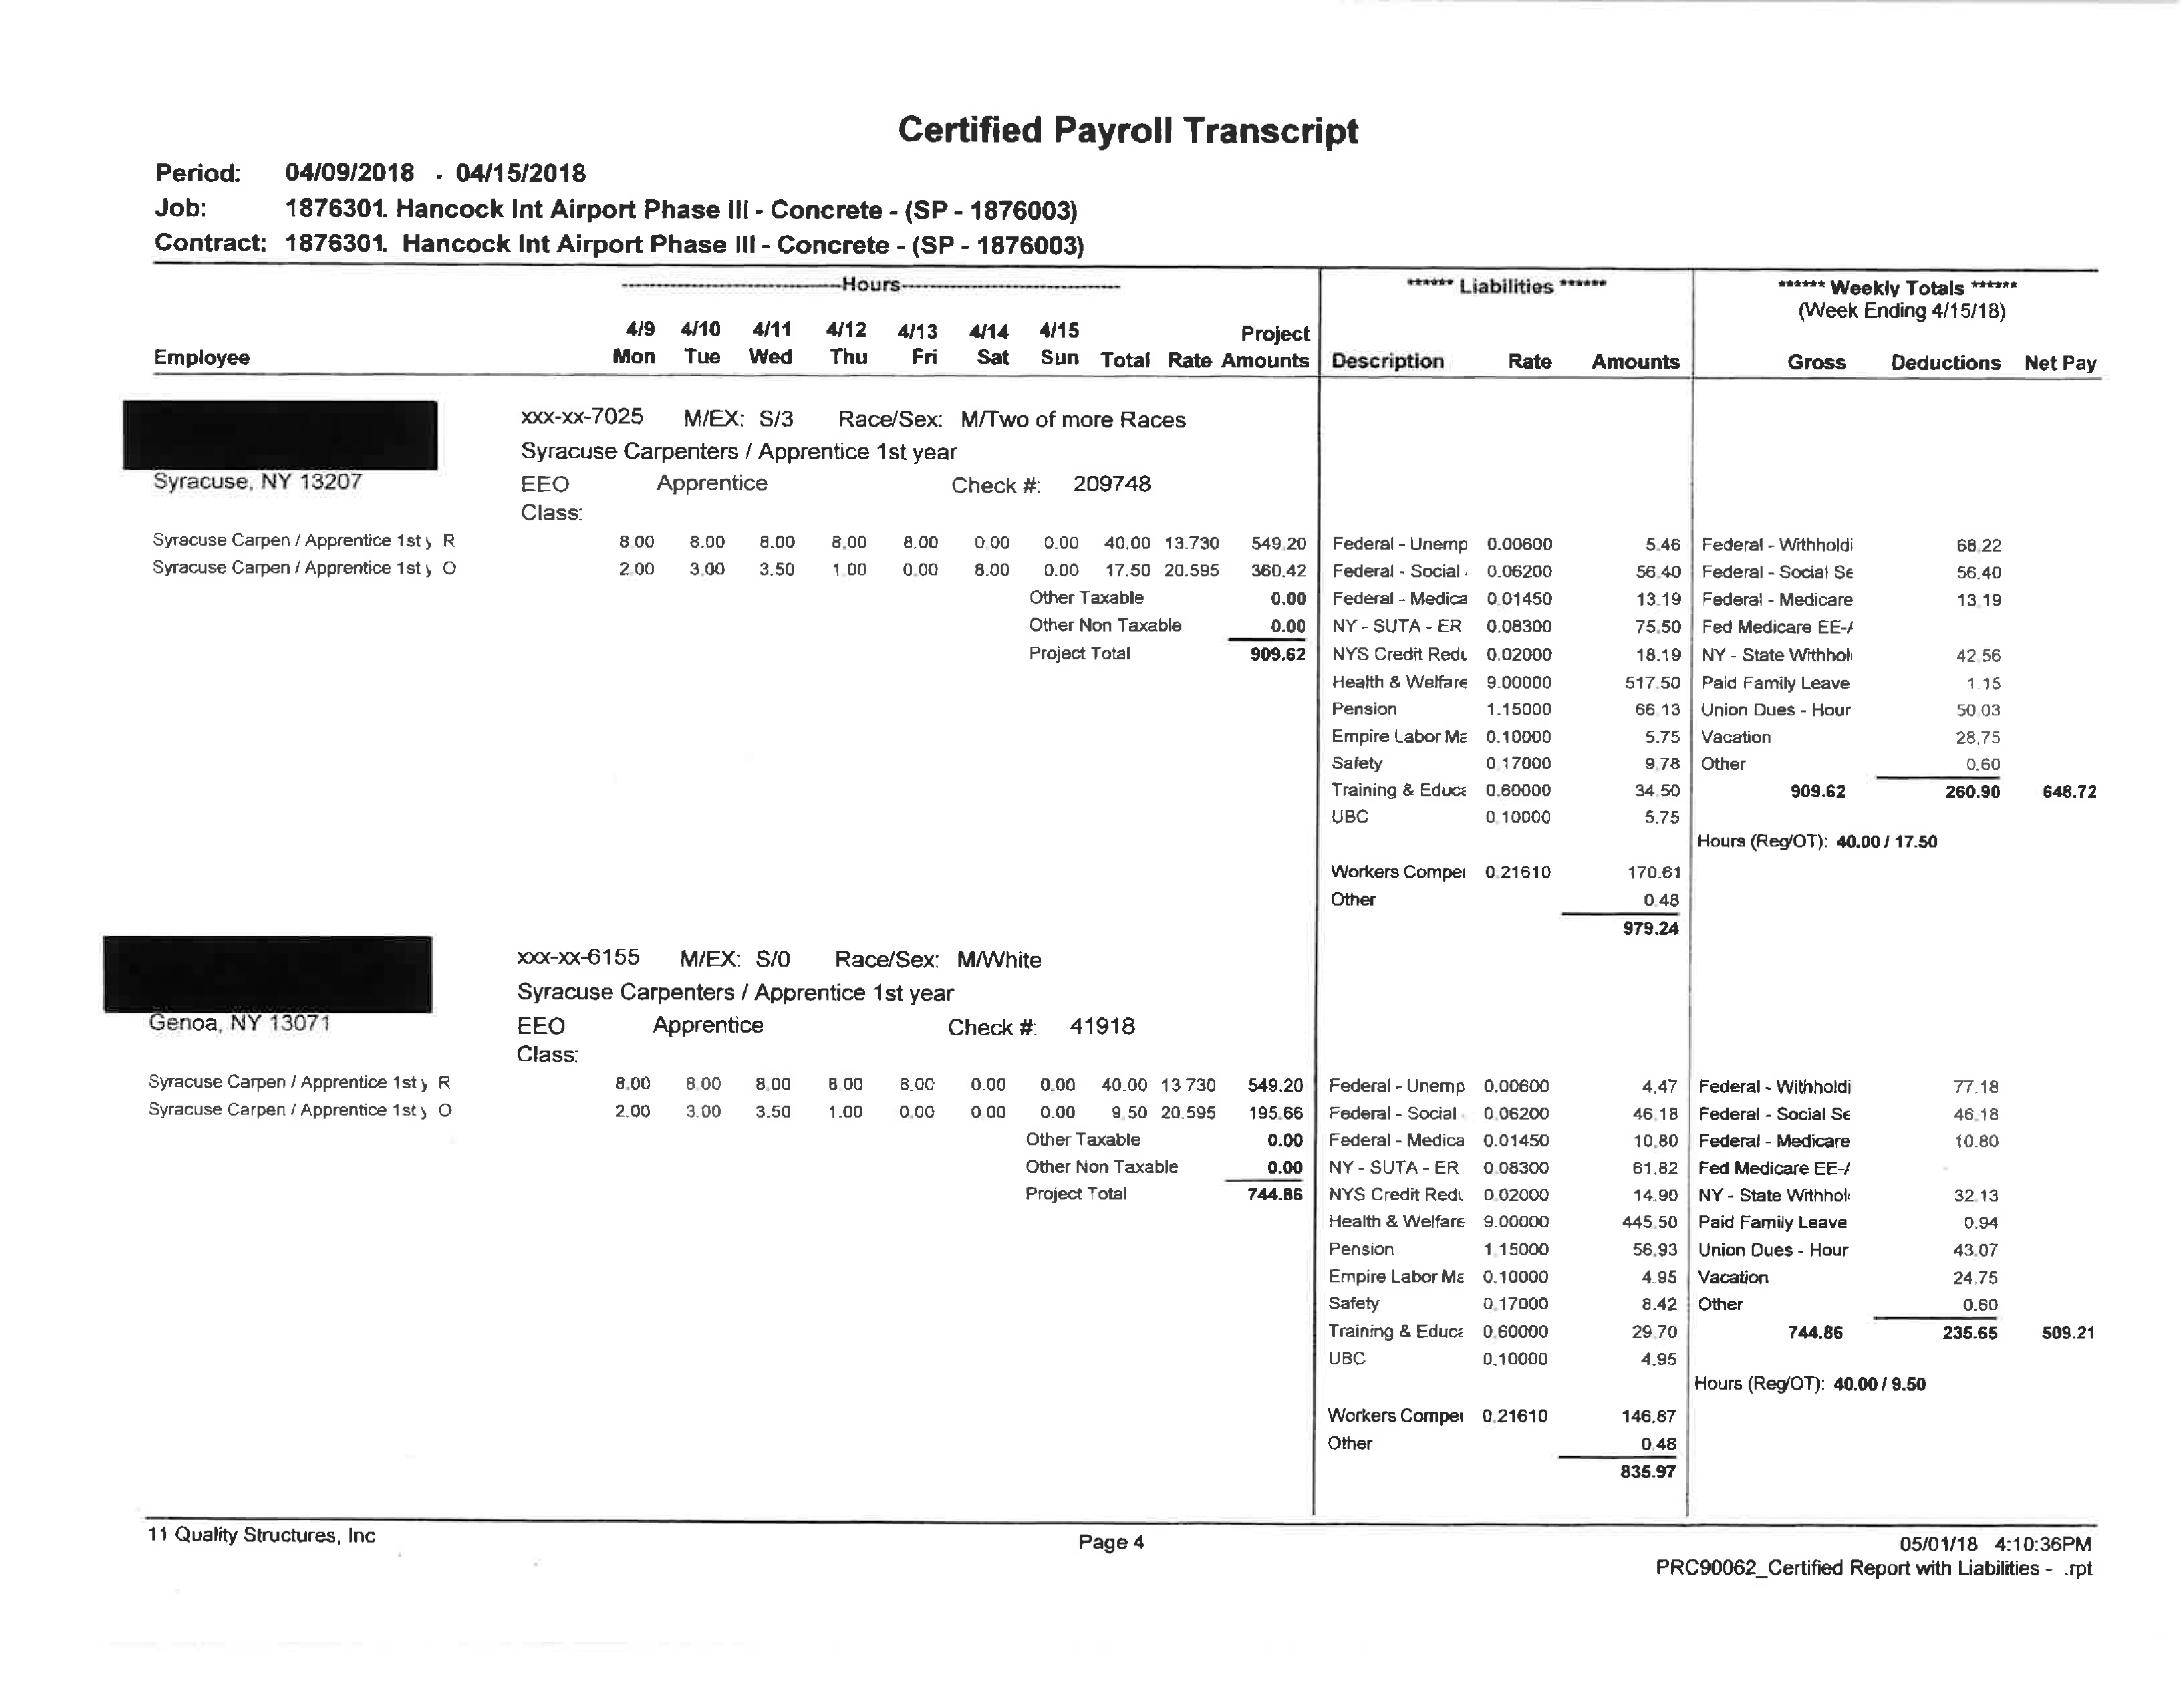 Certified Payroll Transcript
Period: 04/09/2018 - 04/15/2018
Job: 1876301. Hancock Int Airport Phase III - Concrete - (SP - 1876003)
Contract: 1876301. Hancock Int Airport Phase III - Concrete - (SP - 1876003)
Hours ****** Liabilities ****** ****** Weekly Totals ******
(Week Ending 4/15/18)
4/9 4/10 4/11 4/12 4/13 4/14 4/15 Project
Employee Mon Tue Wed Thu Fri Sat Sun Total Rate Amounts Description Rate Amounts Gross Deductions Net Pay
xxx-xx-7025 M/EX: S/3 Race/Sex: M/Two of more Races
Syracuse Carpenters / Apprentice 1st year
Syracuse, NY 13207 EEO Apprentice Check #: 209748
Class:
Syracuse Carpen / Apprentice 1st y R 8.00 8.00 8.00 8.00 8.00 0.00 0.00 40.00 13.730 549.20 Federal - Unemp 0.00600 5.46 Federal - Withholdi 68.22
Syracuse Carpen / Apprentice 1st y O 2.00 3.00 3.50 1.00 0.00 8.00 0.00 17.50 20.595 360.42 Federal - Social 0.06200 56.40 Federal - Social Se 56.40
Other Taxable 0.00 Federal - Medica 0.01450 13.19 Federal - Medicare 13.19
Other Non Taxable 0.00 NY - SUTA - ER 0.08300 75.50 Fed Medicare EE-A
Project Total 909.62 NYS Credit Redu 0.02000 18.19 NY - State Withhol 42.56
Health & Welfare 9.00000 517.50 Paid Family Leave 1.15
Pension 1.15000 66.13 Union Dues - Hour 50.03
Empire Labor Ma 0.10000 5.75 Vacation 28.75
Safety 0.17000 9.78 Other 0.60
Training & Educa 0.60000 34.50 909.62 260.90 648.72
UBC 0.10000 5.75
Hours (Reg/OT): 40.00 / 17.50
Workers Compe 0.21610 170.61
Other 0.48
979.24
xxx-xx-6155 M/EX: S/0 Race/Sex: M/White
Syracuse Carpenters / Apprentice 1st year
Genoa, NY 13071 EEO Apprentice Check #: 41918
Class:
Syracuse Carpen / Apprentice 1st y R 8.00 8.00 8.00 8.00 8.00 0.00 0.00 40.00 13.730 549.20 Federal - Unemp 0.00600 4.47 Federal - Withholdi 77.18
Syracuse Carpen / Apprentice 1st y O 2.00 3.00 3.50 1.00 0.00 0.00 0.00 9.50 20.595 195.66 Federal - Social 0.06200 46.18 Federal - Social Se 46.18
Other Taxable 0.00 Federal - Medica 0.01450 10.80 Federal - Medicare 10.80
Other Non Taxable 0.00 NY - SUTA - ER 0.08300 61.82 Fed Medicare EE-A
Project Total 744.86 NYS Credit Redu 0.02000 14.90 NY - State Withhol 32.13
Health & Welfare 9.00000 445.50 Paid Family Leave 0.94
Pension 1.15000 56.93 Union Dues - Hour 43.07
Empire Labor Ma 0.10000 4.95 Vacation 24.75
Safety 0.17000 8.42 Other 0.60
Training & Educa 0.60000 29.70 744.86 235.65 509.21
UBC 0.10000 4.95
Hours (Reg/OT): 40.00 / 9.50
Workers Compe 0.21610 146.87
Other 0.48
835.97
11 Quality Structures, Inc Page 4 05/01/18 4:10:36PM
PRC90062_Certified Report with Liabilities - .rpt